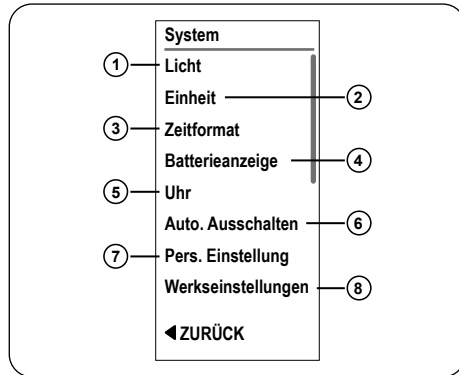 System
1 Licht
Einheit 2
3 Zeitformat
Batterieanzeige 4
5 Uhr
Auto. Ausschalten 6
7 Pers. Einstellung
Werkseinstellungen 8
◀ ZURÜCK